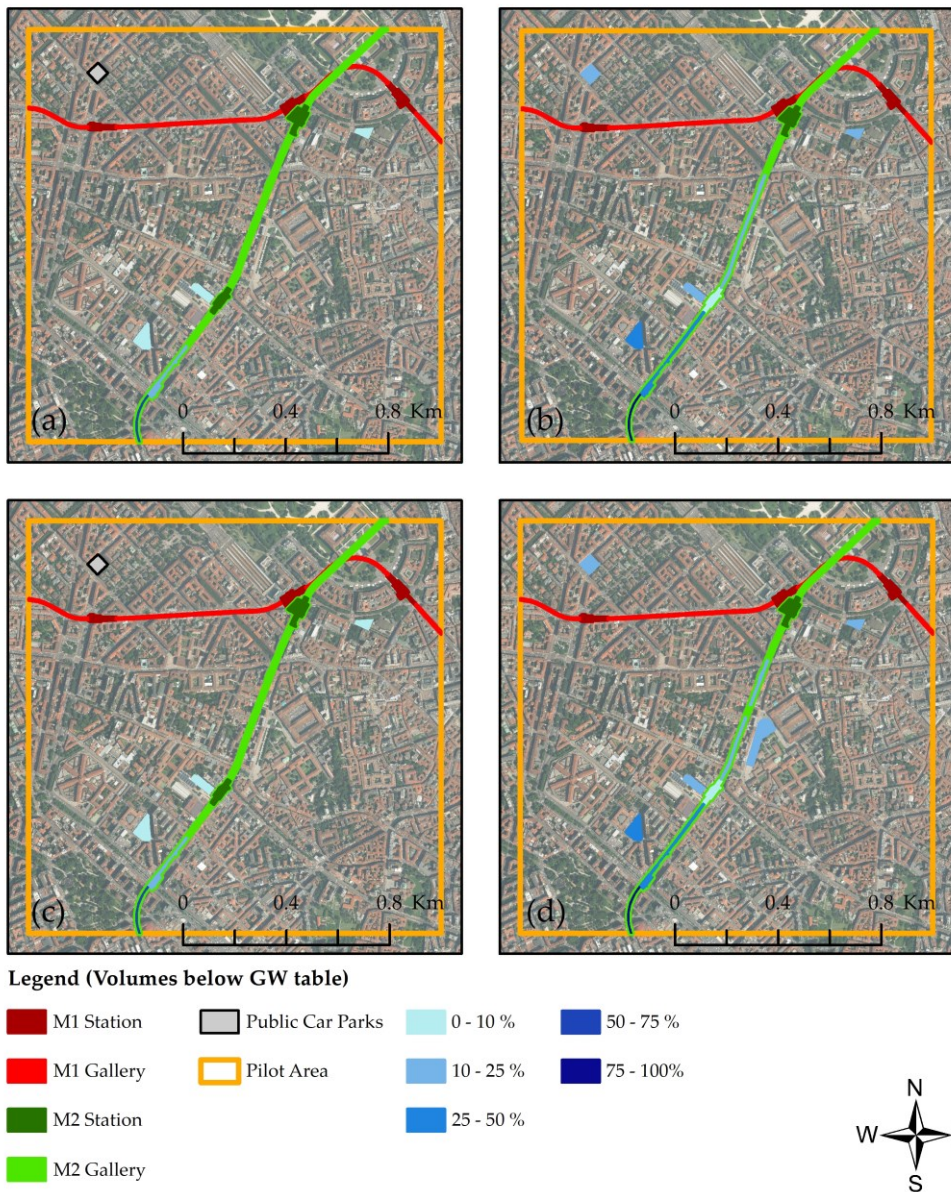 (a)
0 0.4 0.8 Km
(b)
0 0.4 0.8 Km
(c)
0 0.4 0.8 Km
(d)
0 0.4 0.8 Km
Legend (Volumes below GW table)
M1 Station Public Car Parks 0 - 10 % 50 - 75 %
M1 Gallery Pilot Area 10 - 25 % 75 - 100%
M2 Station 25 - 50 %
M2 Gallery
N
W E
S